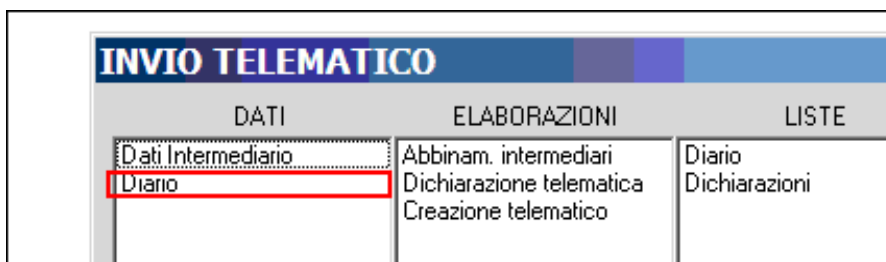 INVIO TELEMATICO
DATI ELABORAZIONI LISTE
Dati Intermediario Abbinam. intermediari Diario
Diario Dichiarazione telematica Dichiarazioni
Creazione telematico